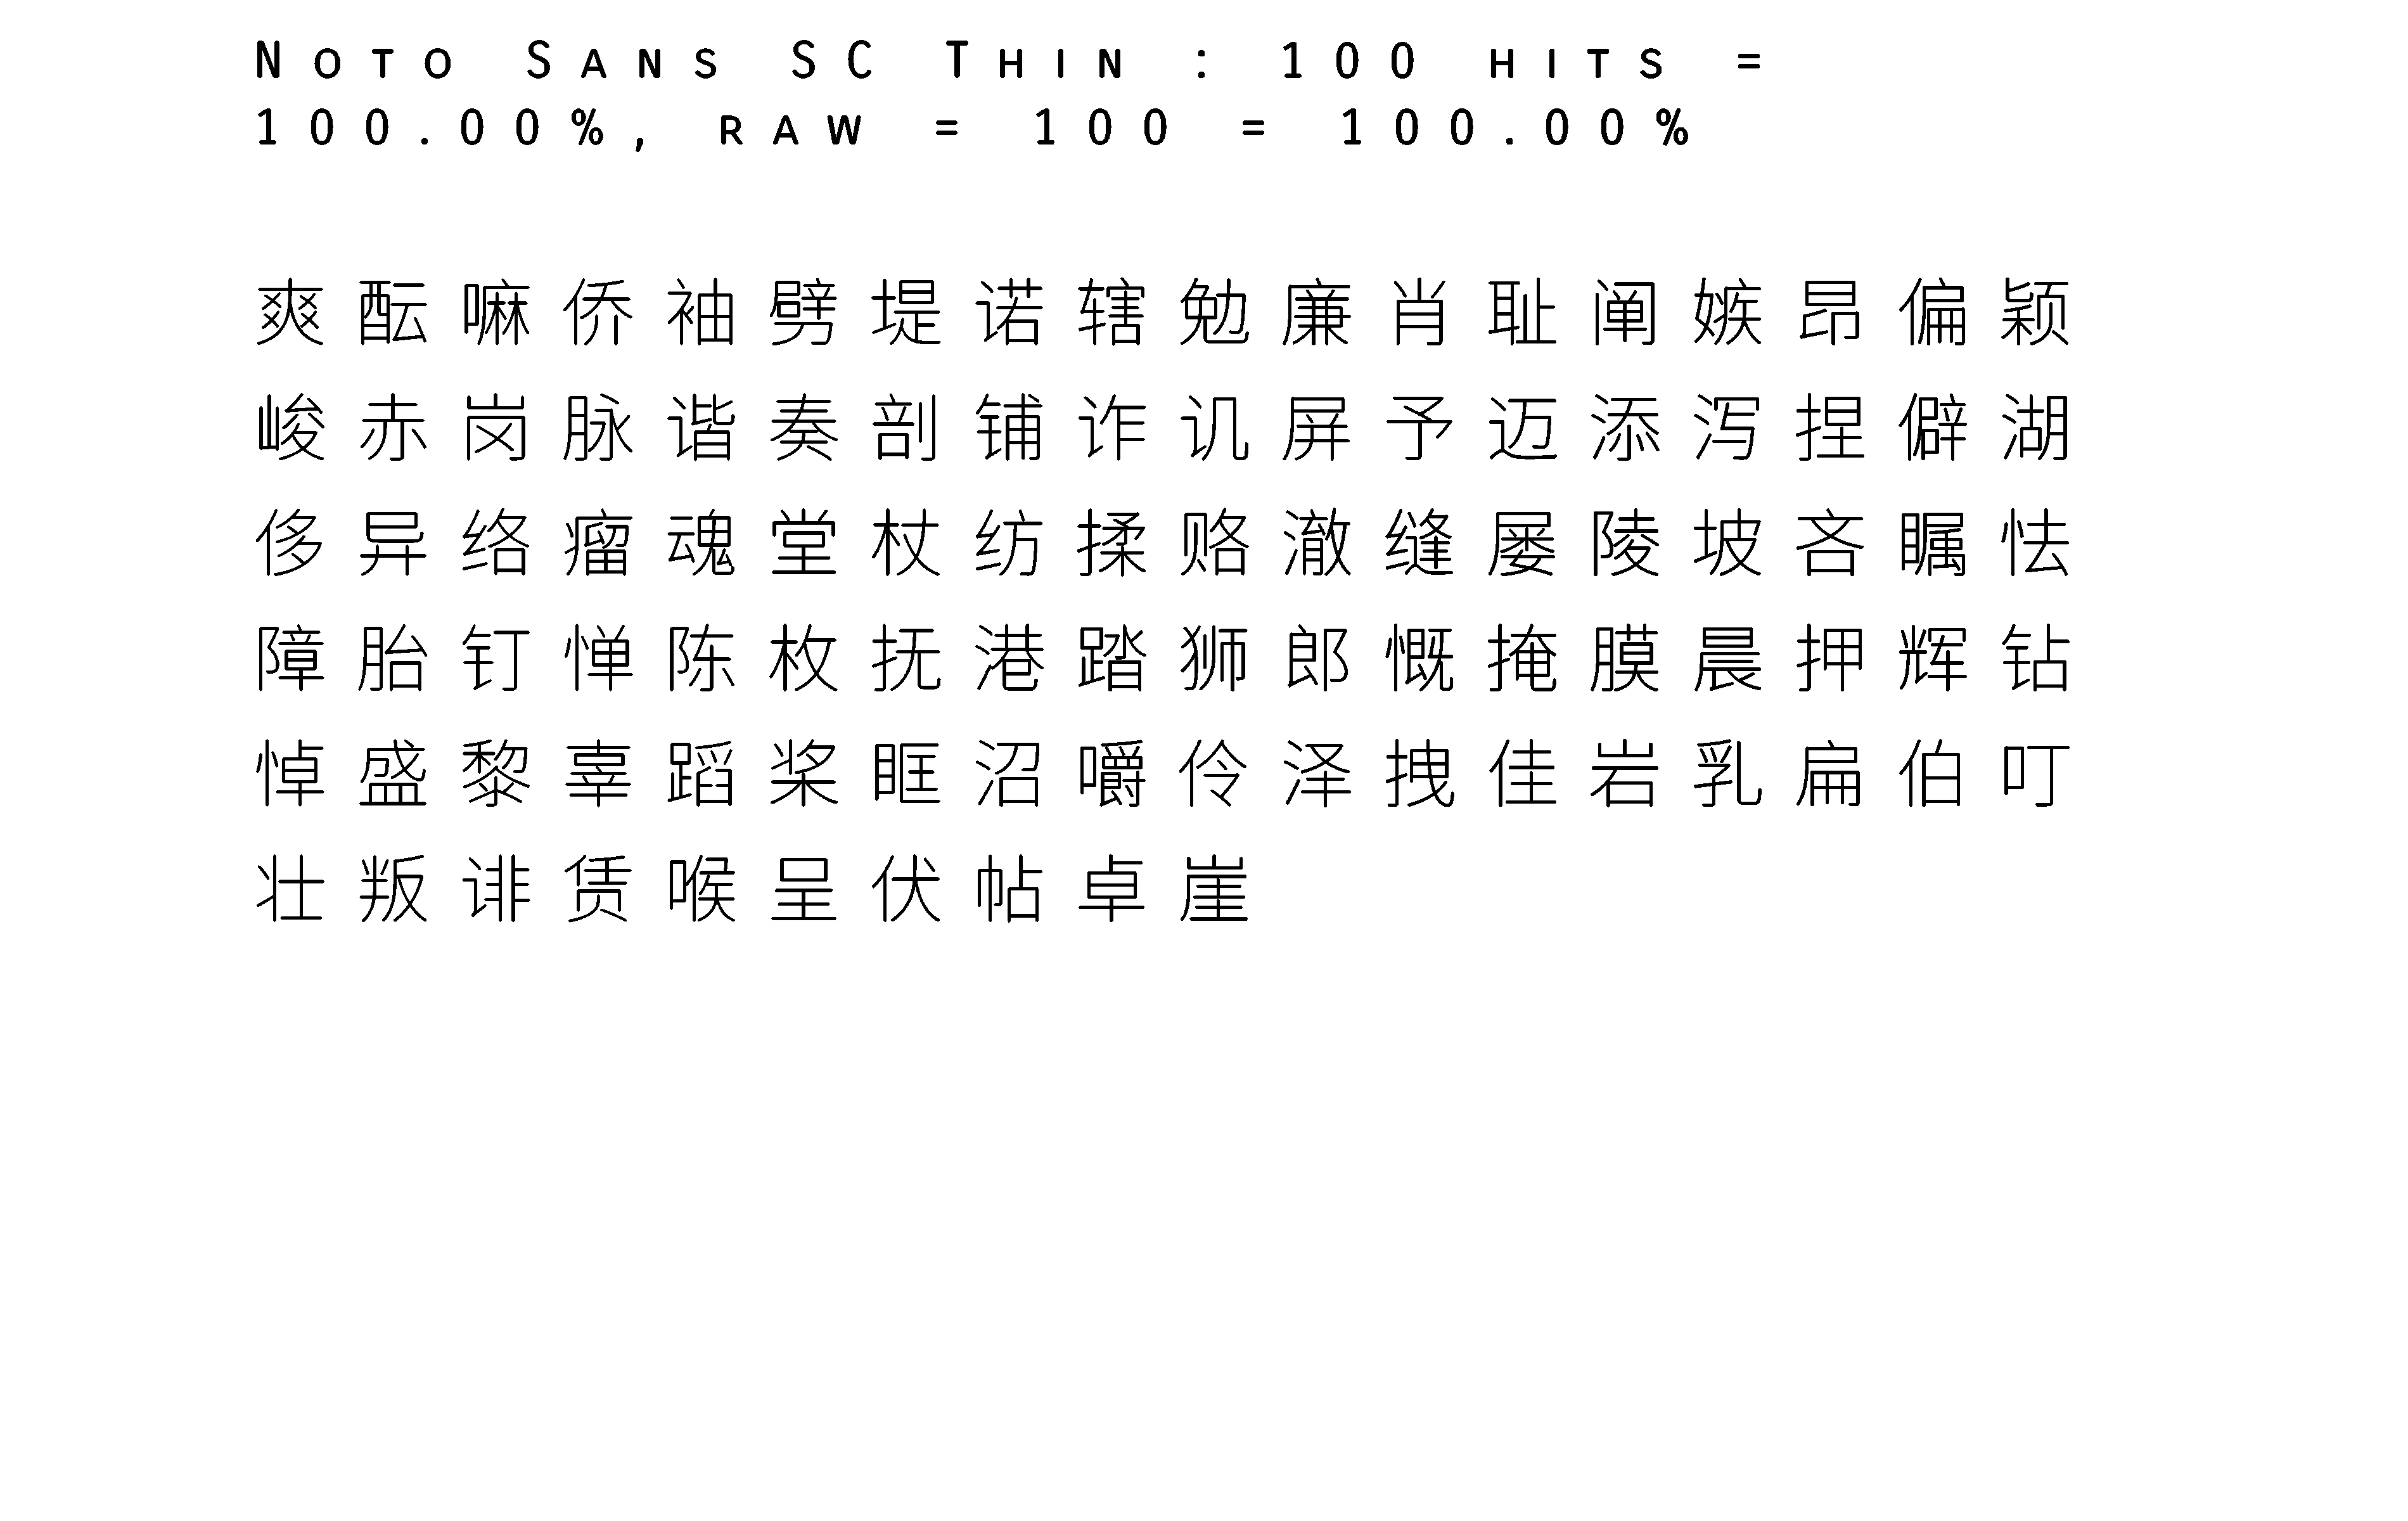 Noto Sans SC Thin : 100 hits =
100.00%, raw = 100 = 100.00%
爽酝嘛侨袖劈堤诺辖勉廉肖耻阐嫉昂偏颖
峻赤岗脉谐奏剖铺诈讥屏予迈添泻捏僻湖
侈异络瘤魂堂杖纺揉赂澈缝屡陵坡吝瞩怯
障胎钉惮陈枚抚港踏狮郎慨掩膜晨押辉钻
悼盛黎辜蹈桨眶沼嚼伶泽拽佳岩乳扁伯叮
壮叛诽赁喉呈伏帖卓崖